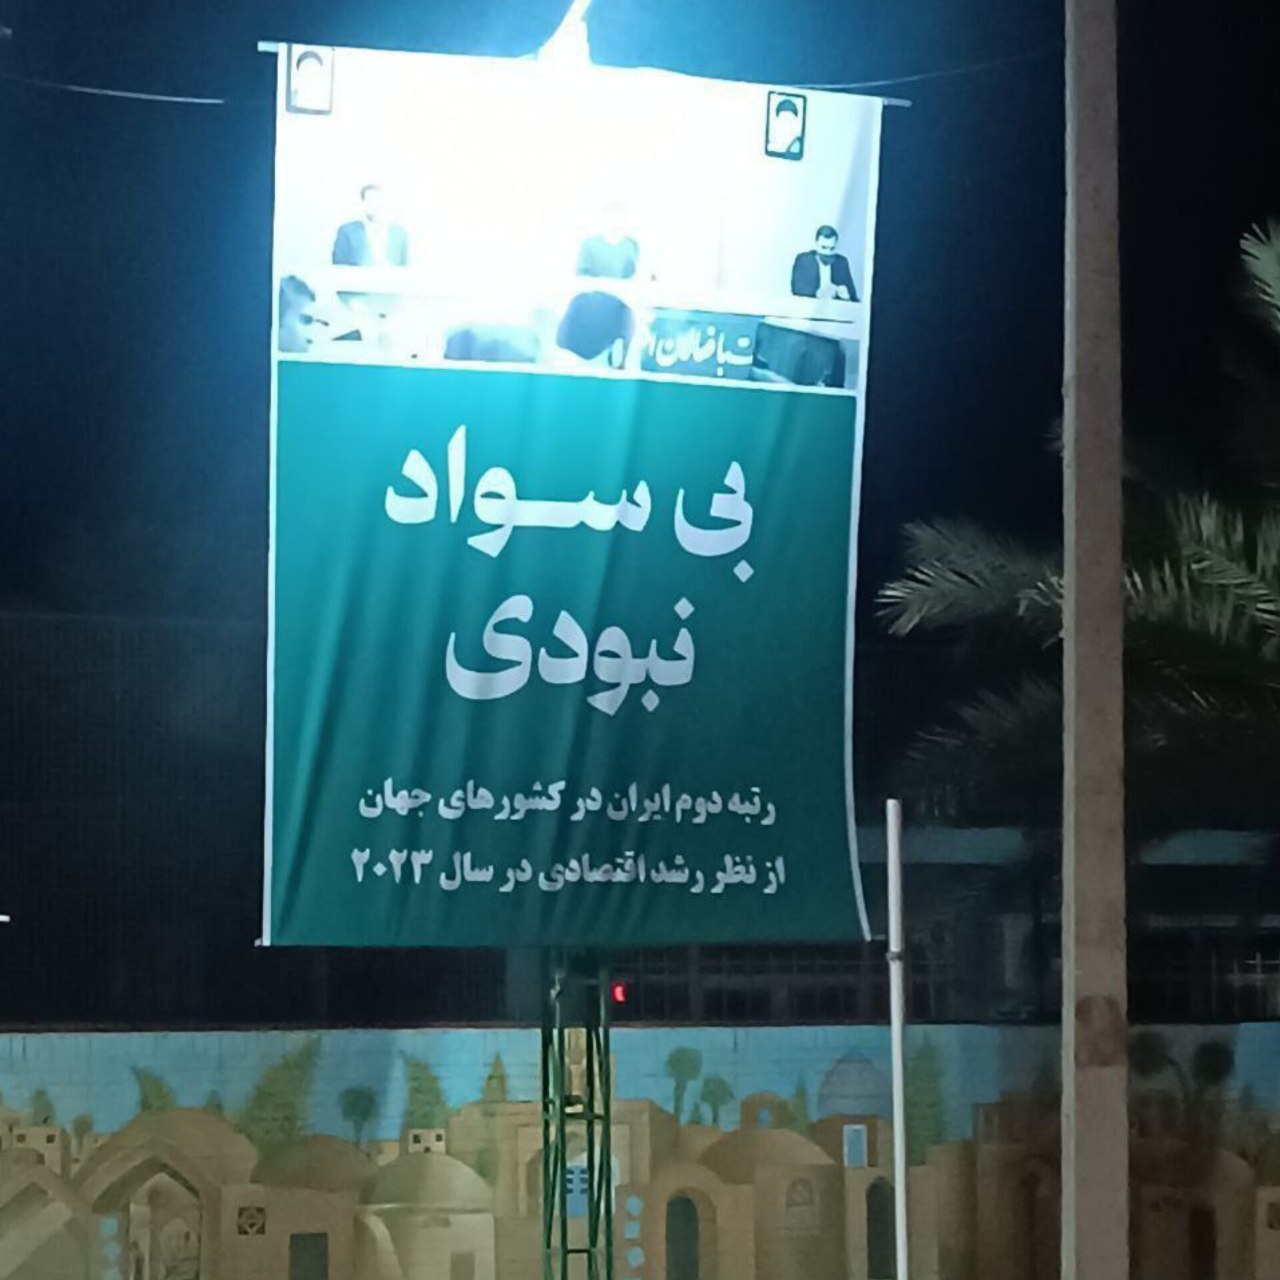 بی سواد
نبودی
رتبه دوم ایران در کشورهای جهان
از نظر رشد اقتصادی در سال ۲۰۲۳